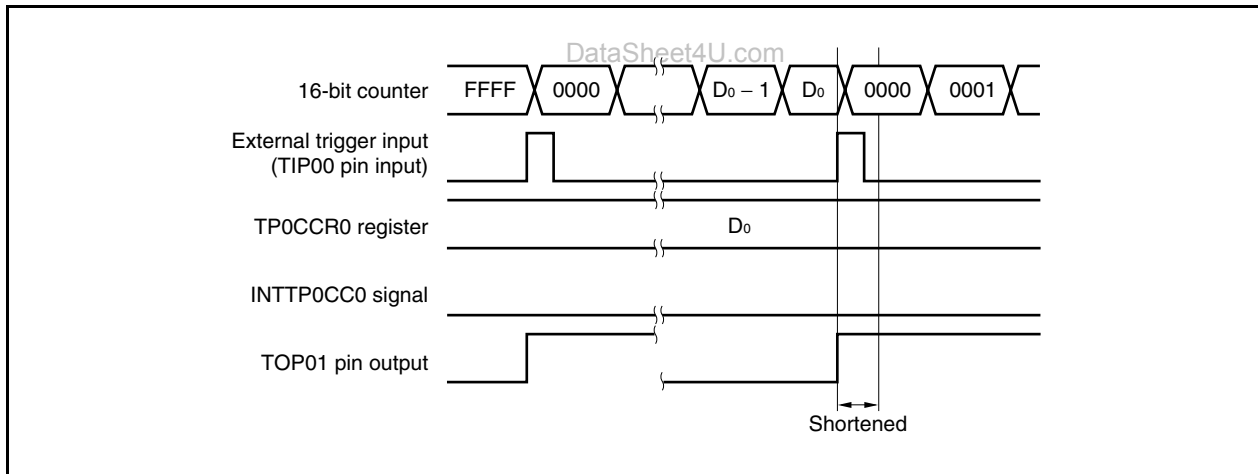 DataSheet4U.com
16-bit counter FFFF 0000 D0 − 1 D0 0000 0001
External trigger input
(TIP00 pin input)
TP0CCR0 register D0
INTTP0CC0 signal
TOP01 pin output
Shortened